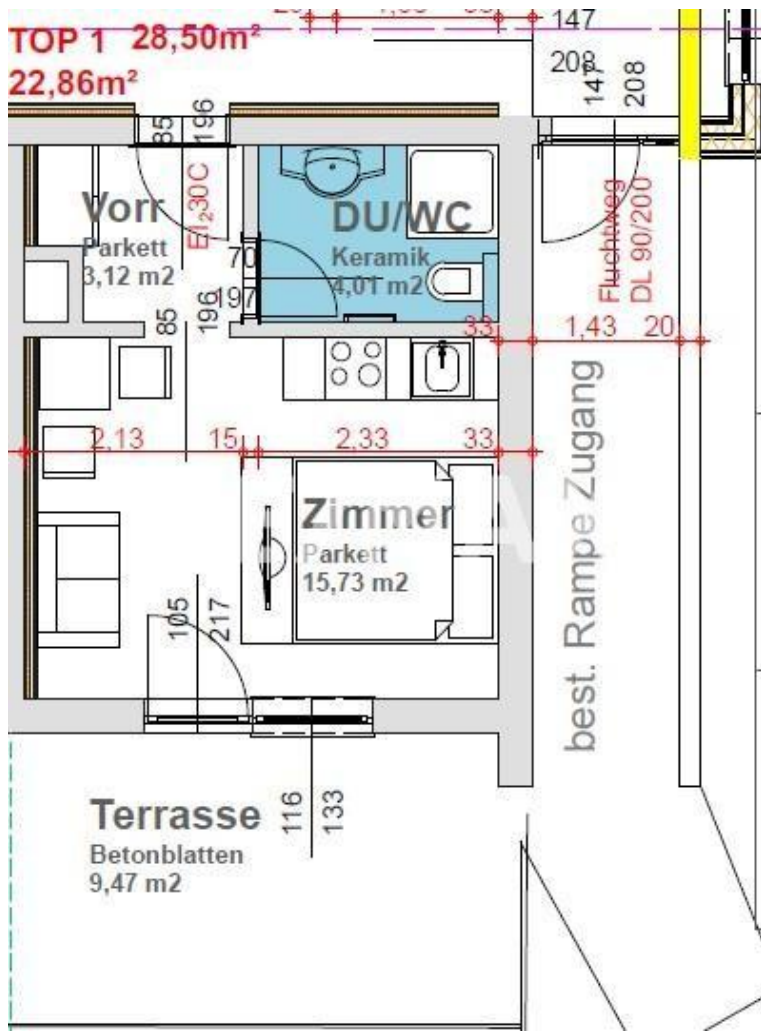 TOP 1 28,50m²
22,86m²
147
208
147
208
85
196
EI₂30C
Vorr
Parkett
3,12 m2
DU/WC
Keramik
4,01 m2
70
197
Fluchtweg
DL 90/200
85
196
33
1,43
20
2,13
15
2,33
33
Zimmer
Parkett
15,73 m2
best. Rampe Zugang
105
217
Terrasse
Betonblatten
9,47 m2
116
133